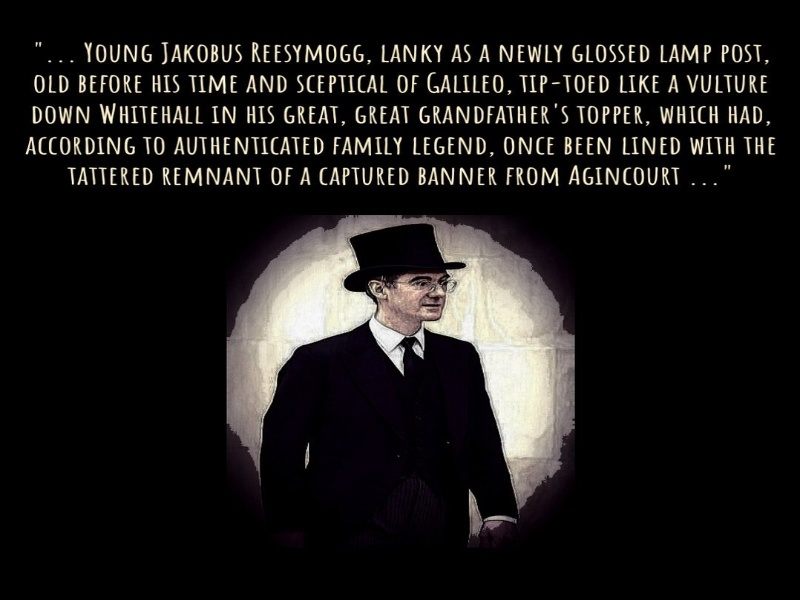 "... Young Jakobus Reesymogg, lanky as a newly glossed lamp post,
old before his time and sceptical of Galileo, tip-toed like a vulture
down Whitehall in his great, great grandfather's topper, which had,
according to authenticated family legend, once been lined with the
tattered remnant of a captured banner from Agincourt ..."